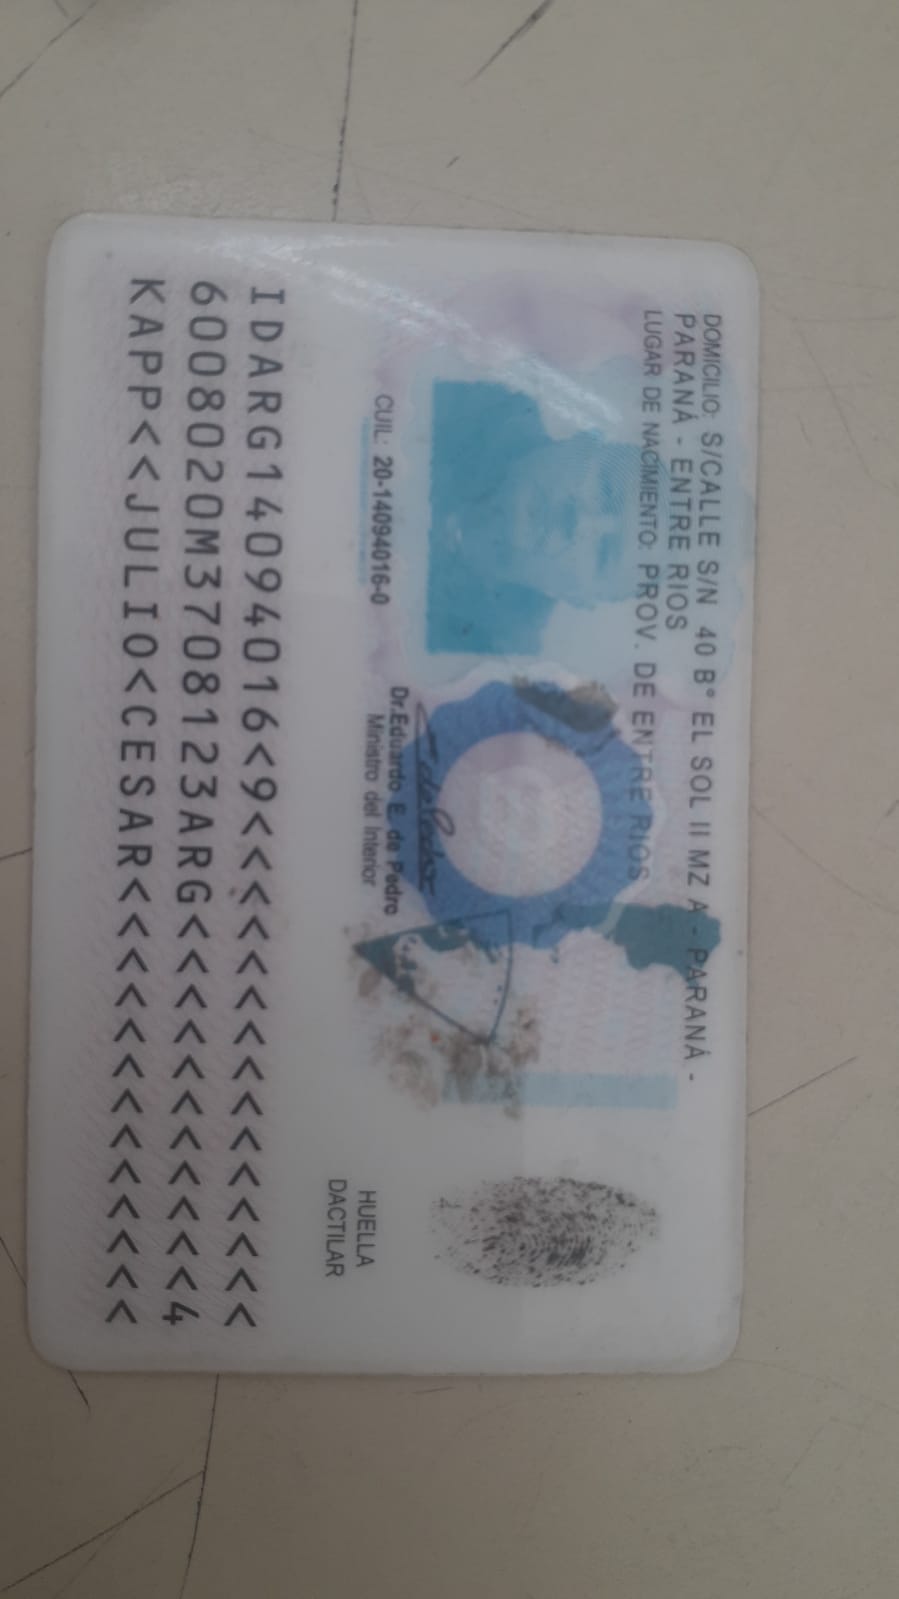 DOMICILIO: S/CALLE S/N 40 B° EL SOL II MZ A - PARANÁ -
PARANÁ - ENTRE RIOS
LUGAR DE NACIMIENTO: PROV. DE ENTRE RIOS
CUIL: 20-14094016-0
Dr.Eduardo E. de Pedro
Ministro del Interior
HUELLA
DACTILAR
IDARG14094016<9<<<<<<<<<<<<<<<
6008020M3708123ARG<<<<<<<<<<<4
KAPP<<JULIO<CESAR<<<<<<<<<<<<<